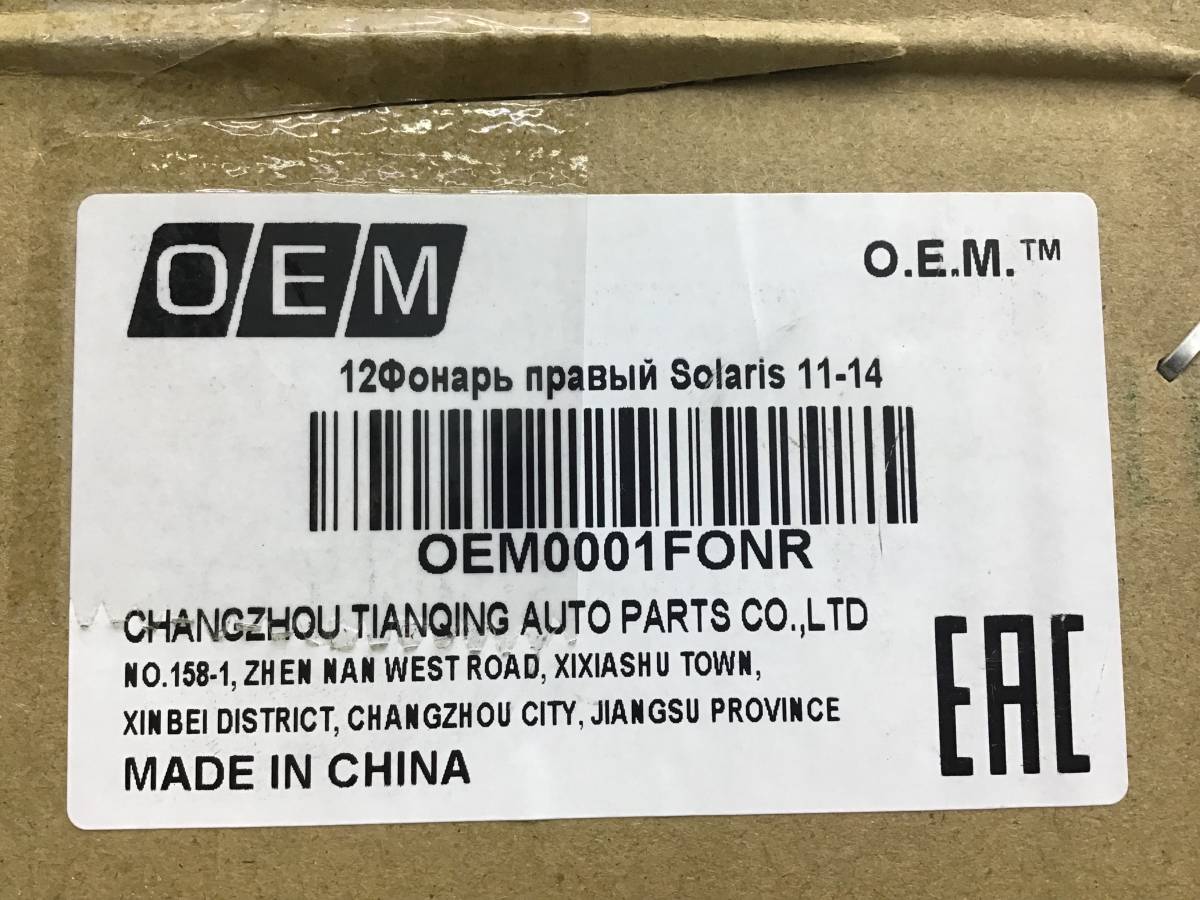 OEM
O.E.M.™
12Фонарь правый Solaris 11-14
OEM0001FONR
CHANGZHOU TIANQING AUTO PARTS CO.,LTD
NO.158-1, ZHEN NAN WEST ROAD, XIXIASHU TOWN,
XINBEI DISTRICT, CHANGZHOU CITY, JIANGSU PROVINCE
MADE IN CHINA
EAC